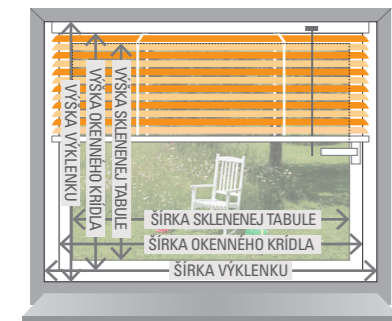 VÝŠKA VÝKLENKU
VÝŠKA OKENNÉHO KRÍDLA
VÝŠKA SKLENENEJ TABULE
ŠÍRKA SKLENENEJ TABULE
ŠÍRKA OKENNÉHO KRÍDLA
ŠÍRKA VÝKLENKU